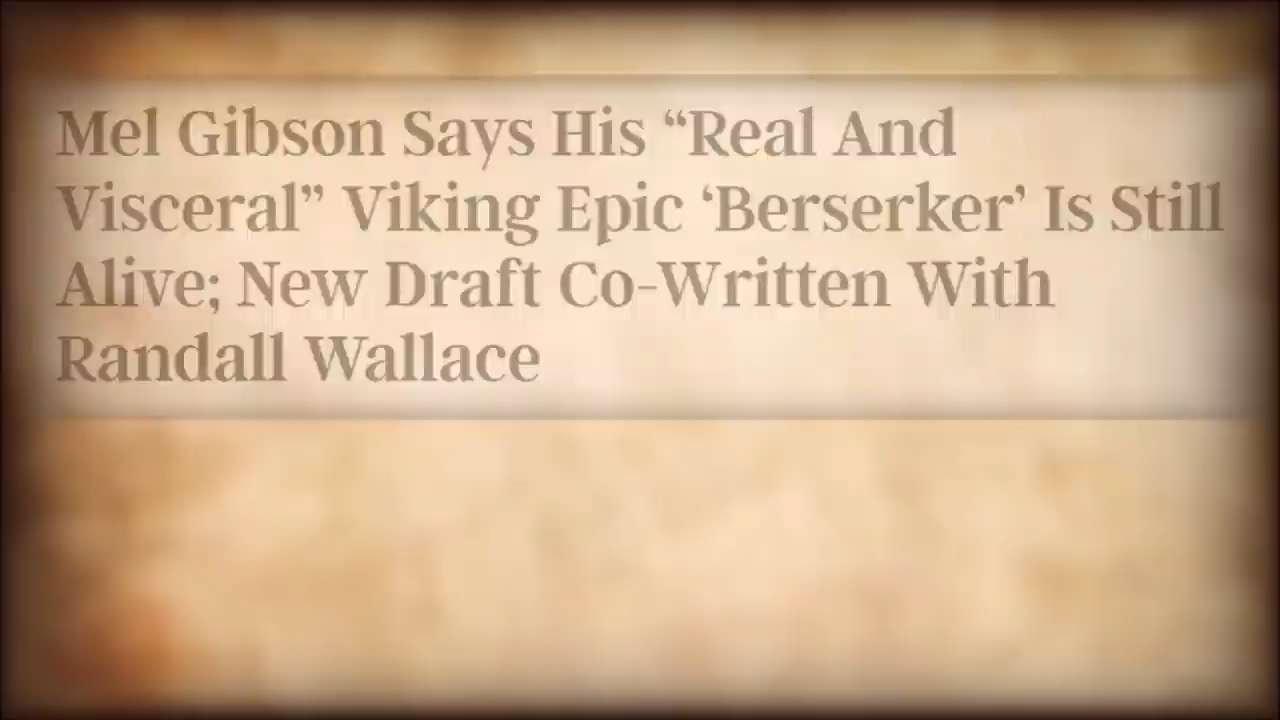 Mel Gibson Says His “Real And
Visceral” Viking Epic ‘Berserker’ Is Still
Alive; New Draft Co-Written With
Randall Wallace